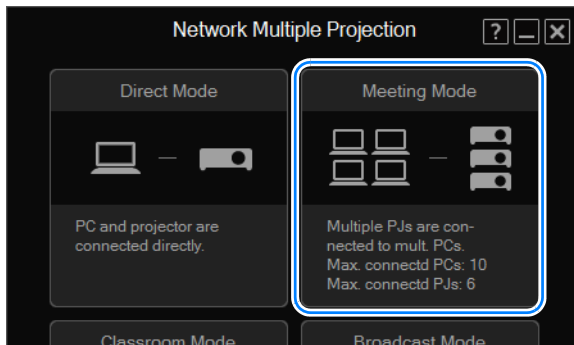 Network Multiple Projection
?
Direct Mode
Meeting Mode
PC and projector are
connected directly.
Multiple PJs are con-
nected to mult. PCs.
Max. connectd PCs: 10
Max. connectd PJs: 6
Classroom Mode
Broadcast Mode